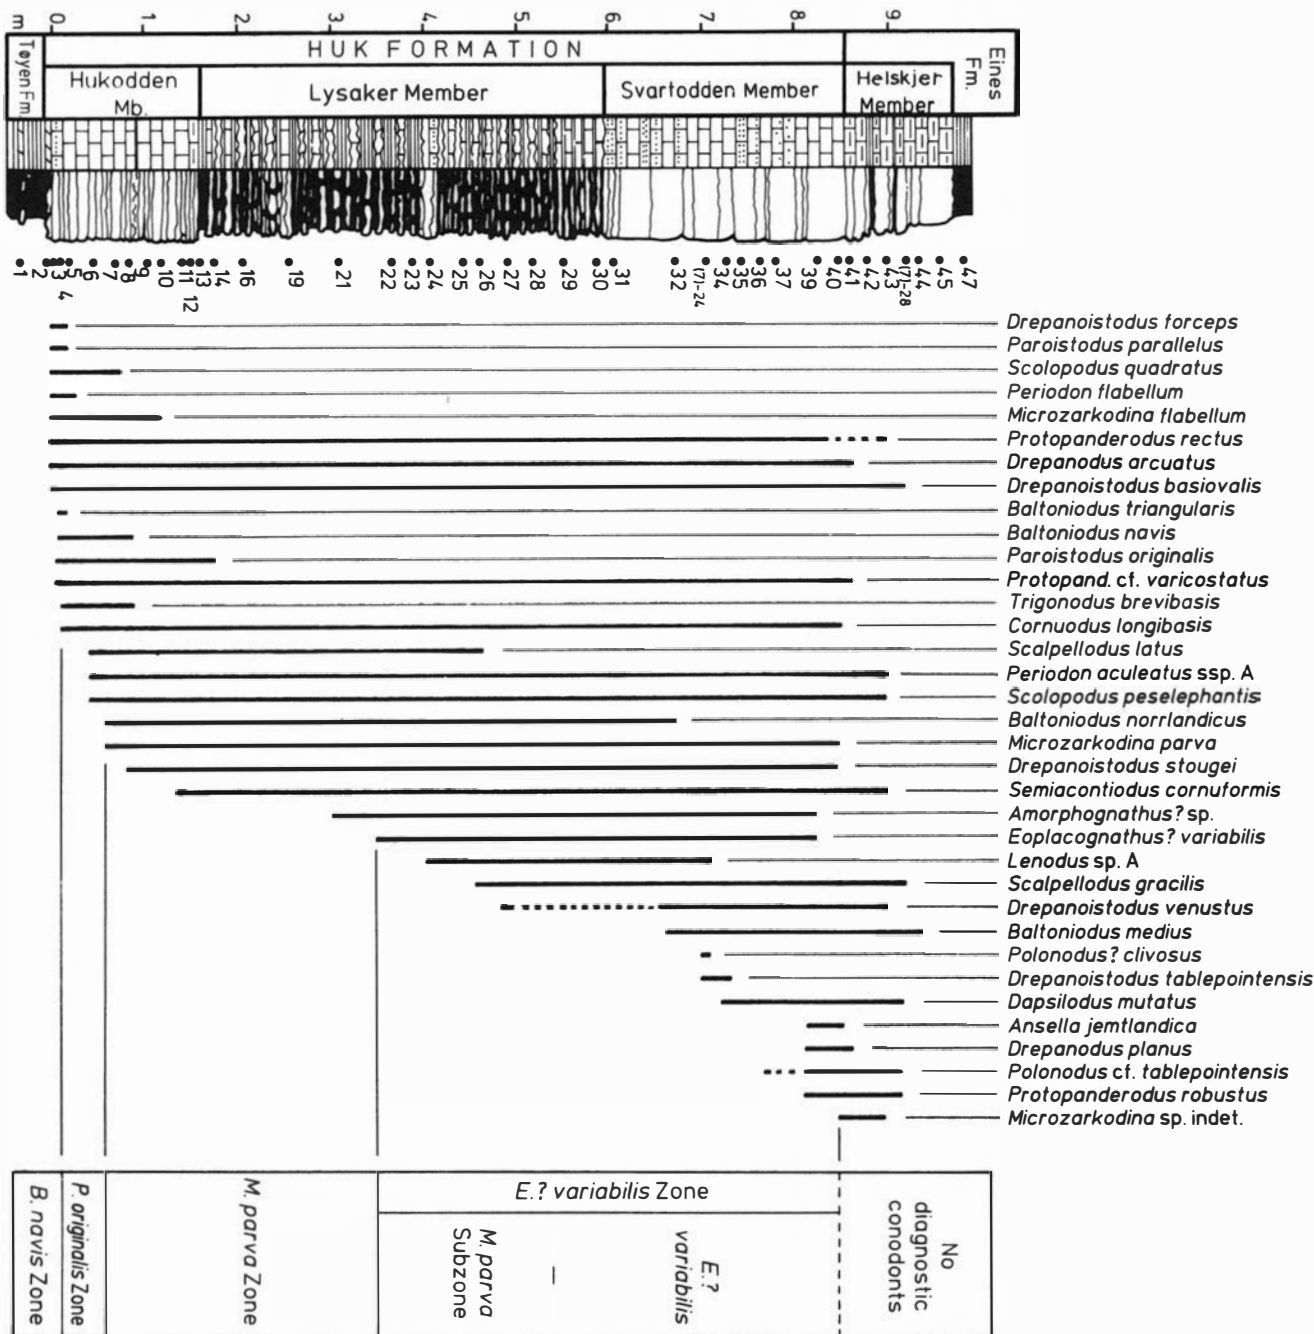 m 0. 1. 2 3 4 5 6 7 8 9
Tøyen Fm.
HUK FORMATION
Eines Fm.
Hukodden Mb.
Lysaker Member
Svartodden Member
Helskjer Member
1 2 3 4 5 6 7 8 9 10 11 12 13 14 16 19 21 22 23 24 25 26 27 28 29 30 31 32 (7)-24 34 35 36 37 39 40 41 42 43 (7)-28 44 45 47
Drepanoistodus forceps
Paroistodus parallelus
Scolopodus quadratus
Periodon flabellum
Microzarkodina flabellum
Protopanderodus rectus
Drepanodus arcuatus
Drepanoistodus basiovalis
Baltoniodus triangularis
Baltoniodus navis
Paroistodus originalis
Protopand. cf. varicostatus
Trigonodus brevibasis
Cornuodus longibasis
Scalpellodus latus
Periodon aculeatus ssp. A
Scolopodus peselephantis
Baltoniodus norrlandicus
Microzarkodina parva
Drepanoistodus stougei
Semiacontiodus cornuformis
Amorphognathus? sp.
Eoplacognathus? variabilis
Lenodus sp. A
Scalpellodus gracilis
Drepanoistodus venustus
Baltoniodus medius
Polonodus? clivosus
Drepanoistodus tablepointensis
Dapsilodus mutatus
Ansella jemtlandica
Drepanodus planus
Polonodus cf. tablepointensis
Protopanderodus robustus
Microzarkodina sp. indet.
B. navis Zone
P. originalis Zone
M. parva Zone
E.? variabilis Zone
E.? variabilis
—
M. parva Subzone
No diagnostic conodonts